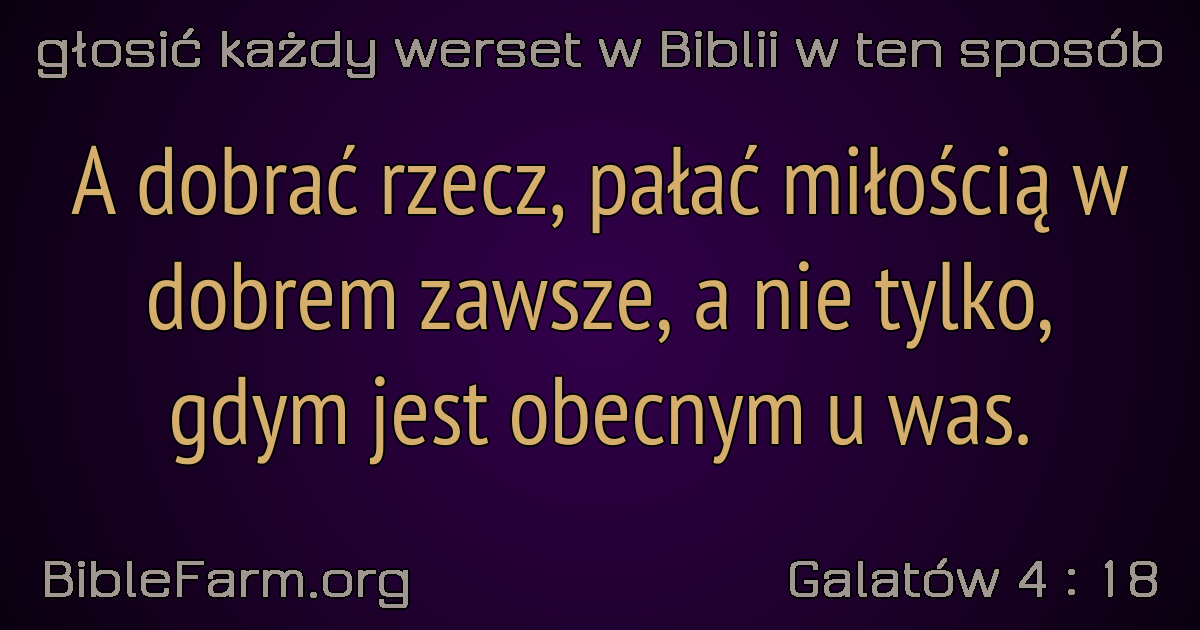 głosić każdy werset w Biblii w ten sposób
A dobrać rzecz, pałać miłością w
dobrem zawsze, a nie tylko,
gdym jest obecnym u was.
BibleFarm.org
Galatów 4 : 18